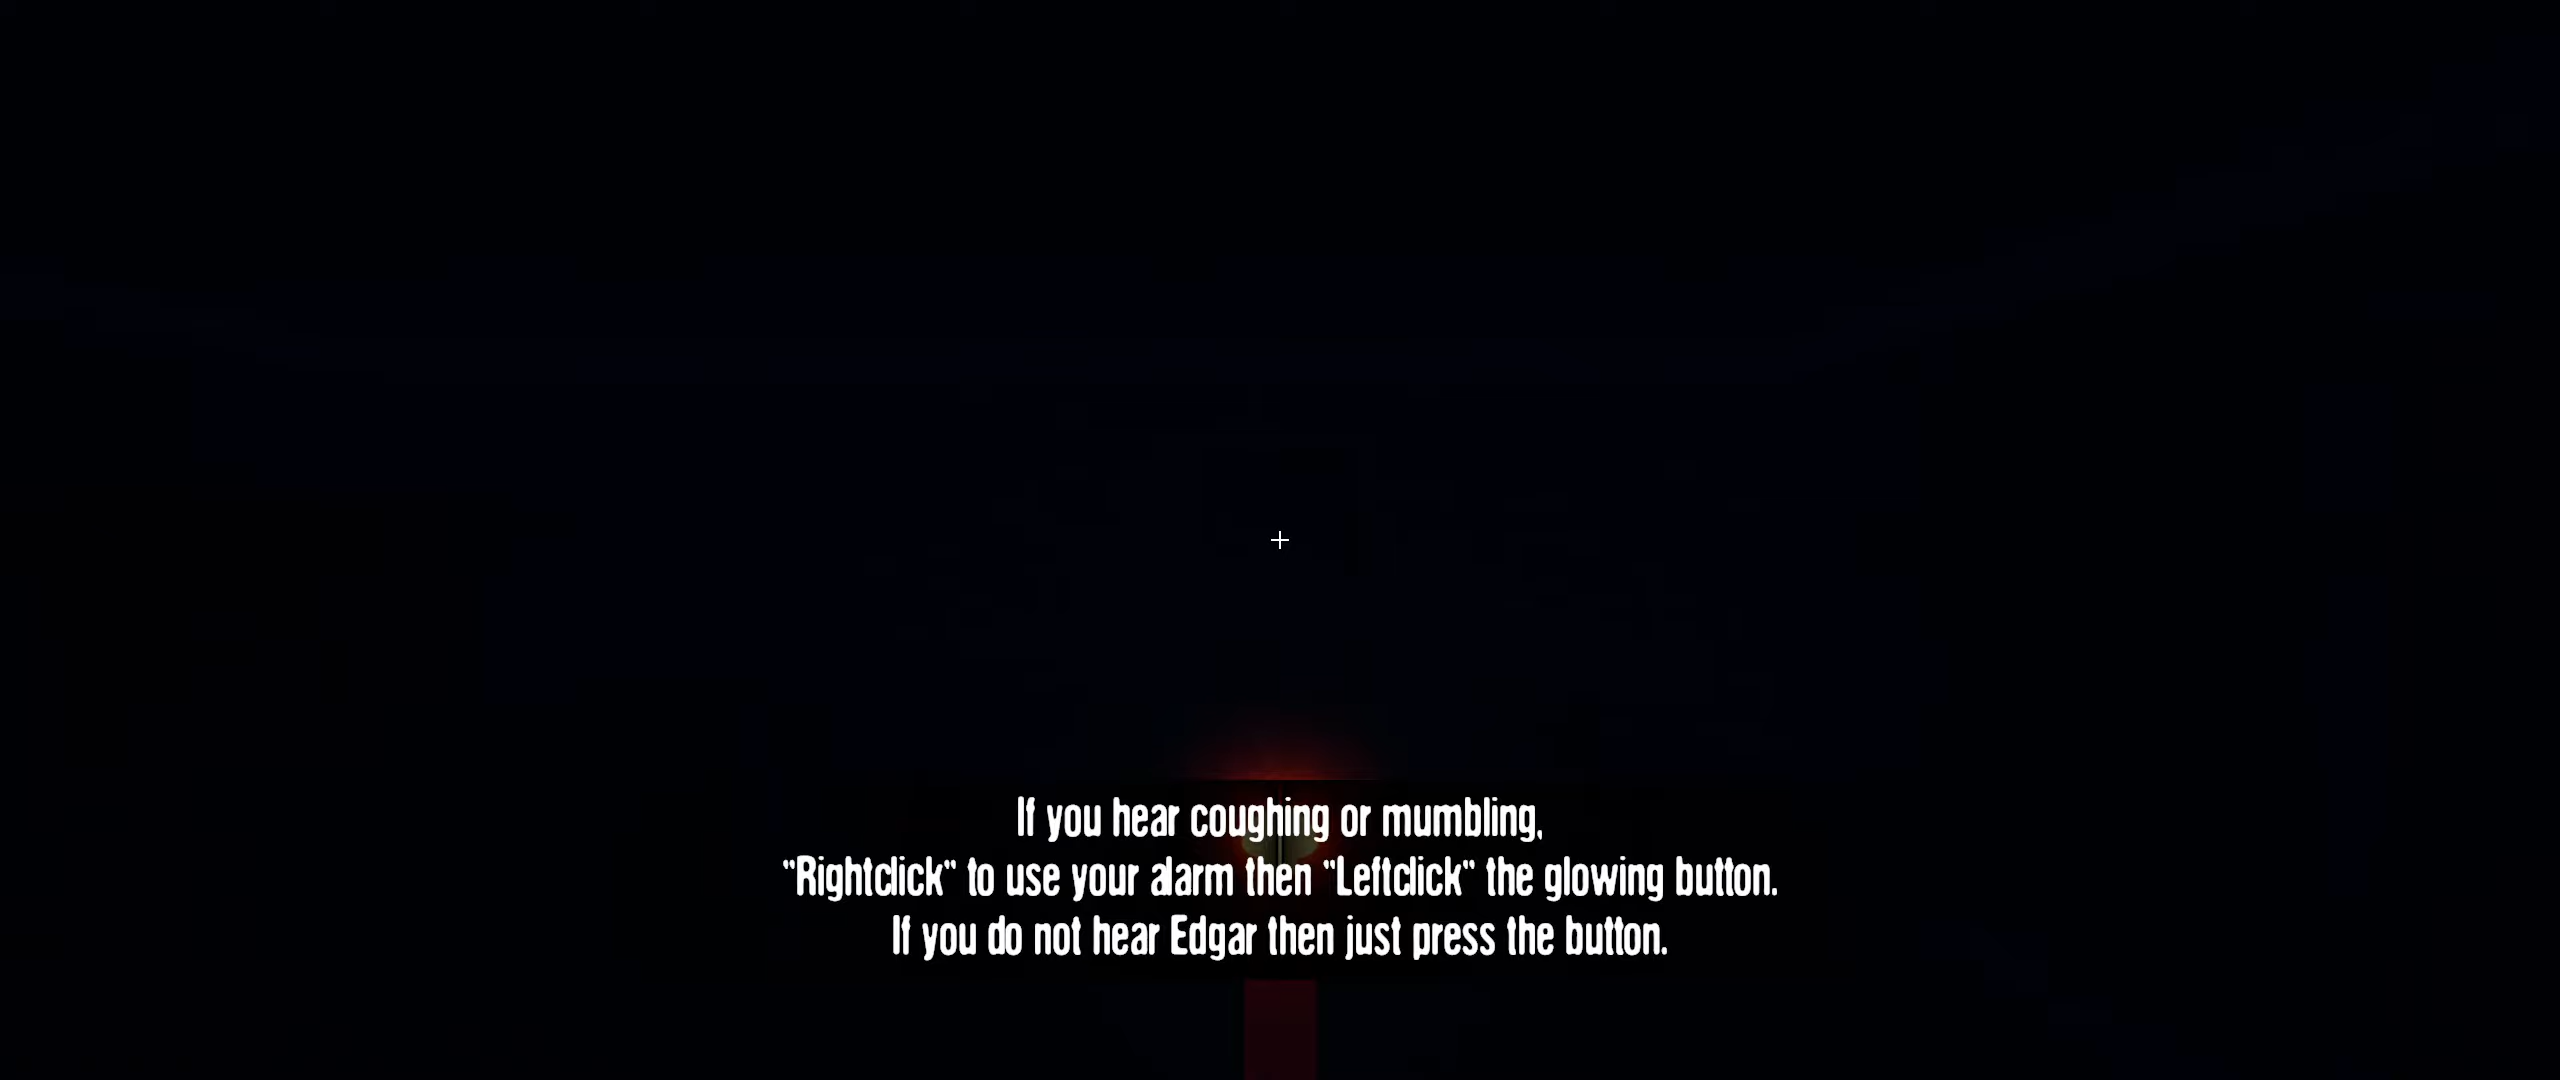 If you hear coughing or mumbling,
"Rightclick" to use your alarm then "Leftclick" the glowing button.
If you do not hear Edgar then just press the button.